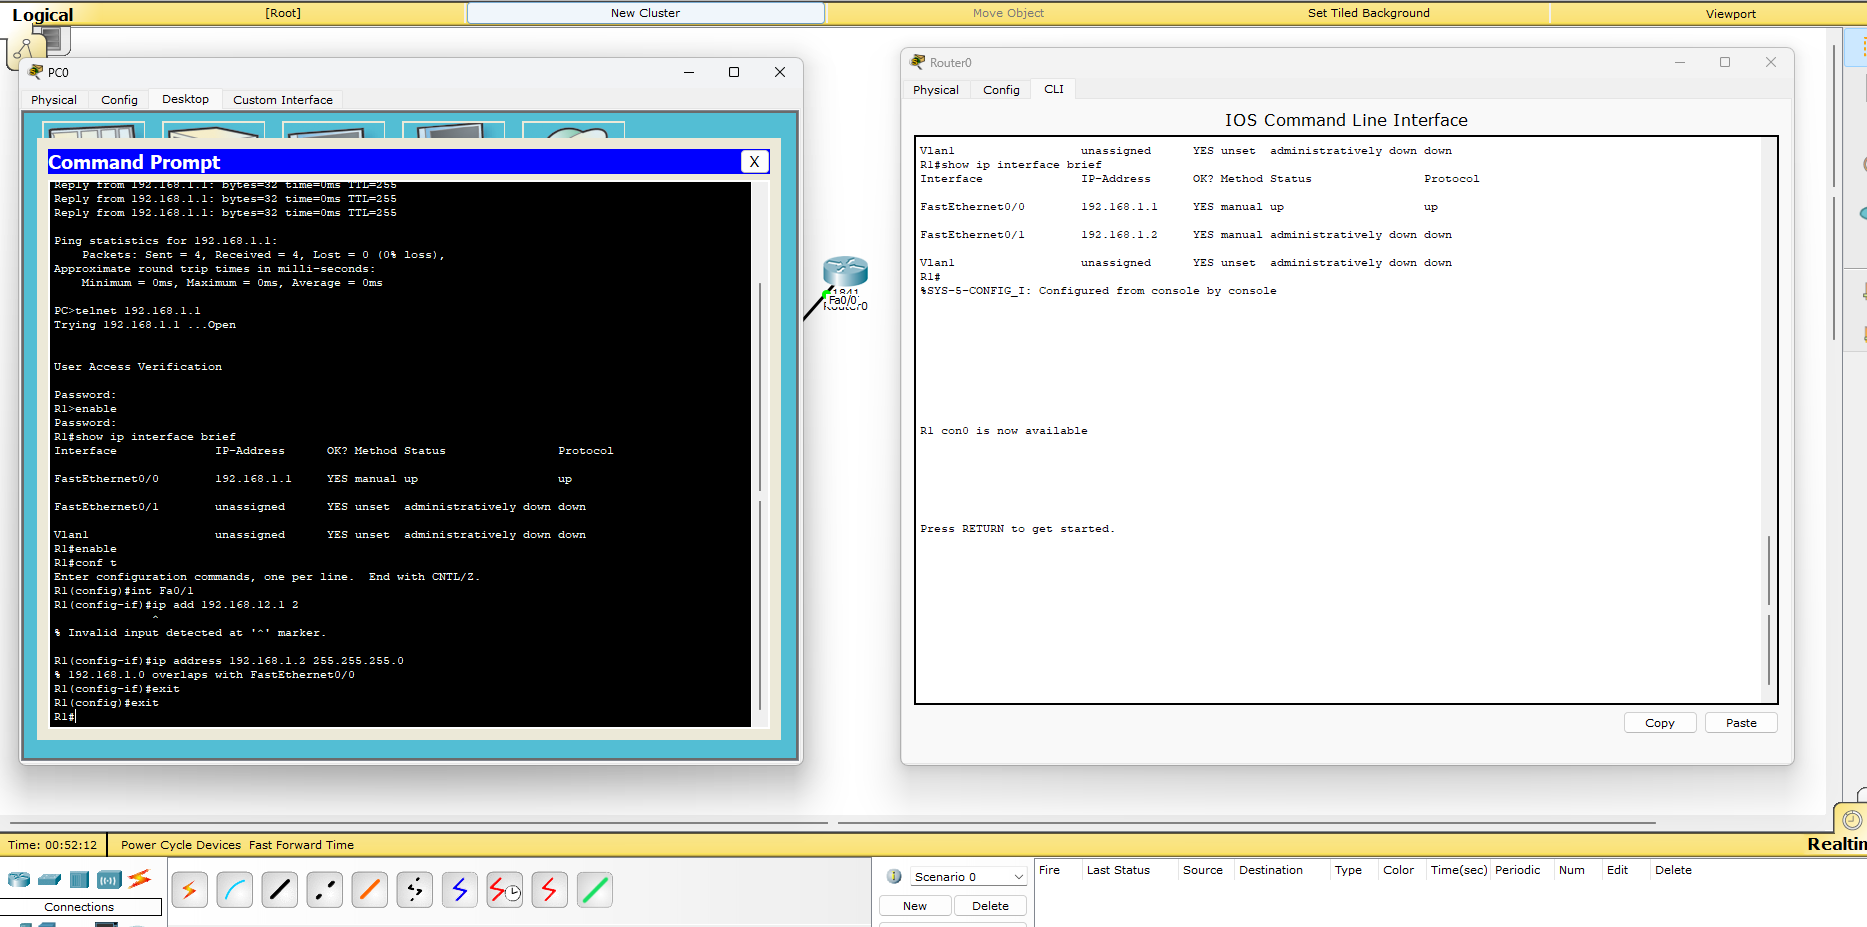 Logical
[Root]
New Cluster
Move Object
Set Tiled Background
Viewport
PC0
Physical
Config
Desktop
Custom Interface
Command Prompt
X
Reply from 192.168.1.1: bytes=32 time=0ms TTL=255
Reply from 192.168.1.1: bytes=32 time=0ms TTL=255
Reply from 192.168.1.1: bytes=32 time=0ms TTL=255
Ping statistics for 192.168.1.1:
Packets: Sent = 4, Received = 4, Lost = 0 (0% loss),
Approximate round trip times in milli-seconds:
Minimum = 0ms, Maximum = 0ms, Average = 0ms
PC>telnet 192.168.1.1
Trying 192.168.1.1 ...Open
User Access Verification
Password:
R1>enable
Password:
R1#show ip interface brief
Interface IP-Address OK? Method Status Protocol
FastEthernet0/0 192.168.1.1 YES manual up up
FastEthernet0/1 unassigned YES unset administratively down down
Vlan1 unassigned YES unset administratively down down
R1#enable
R1#conf t
Enter configuration commands, one per line. End with CNTL/Z.
R1(config)#int Fa0/1
R1(config-if)#ip add 192.168.12.1 2
^
% Invalid input detected at '^' marker.
R1(config-if)#ip address 192.168.1.2 255.255.255.0
% 192.168.1.0 overlaps with FastEthernet0/0
R1(config-if)#exit
R1(config)#exit
R1#
1841
Fa0/0
Router0
Router0
Physical
Config
CLI
IOS Command Line Interface
Vlan1 unassigned YES unset administratively down down
R1#show ip interface brief
Interface IP-Address OK? Method Status Protocol
FastEthernet0/0 192.168.1.1 YES manual up up
FastEthernet0/1 192.168.1.2 YES manual administratively down down
Vlan1 unassigned YES unset administratively down down
R1#
%SYS-5-CONFIG_I: Configured from console by console
R1 con0 is now available
Press RETURN to get started.
Copy
Paste
Time: 00:52:12
Power Cycle Devices Fast Forward Time
Connections
Scenario 0
New
Delete
Fire Last Status Source Destination Type Color Time(sec) Periodic Num Edit Delete